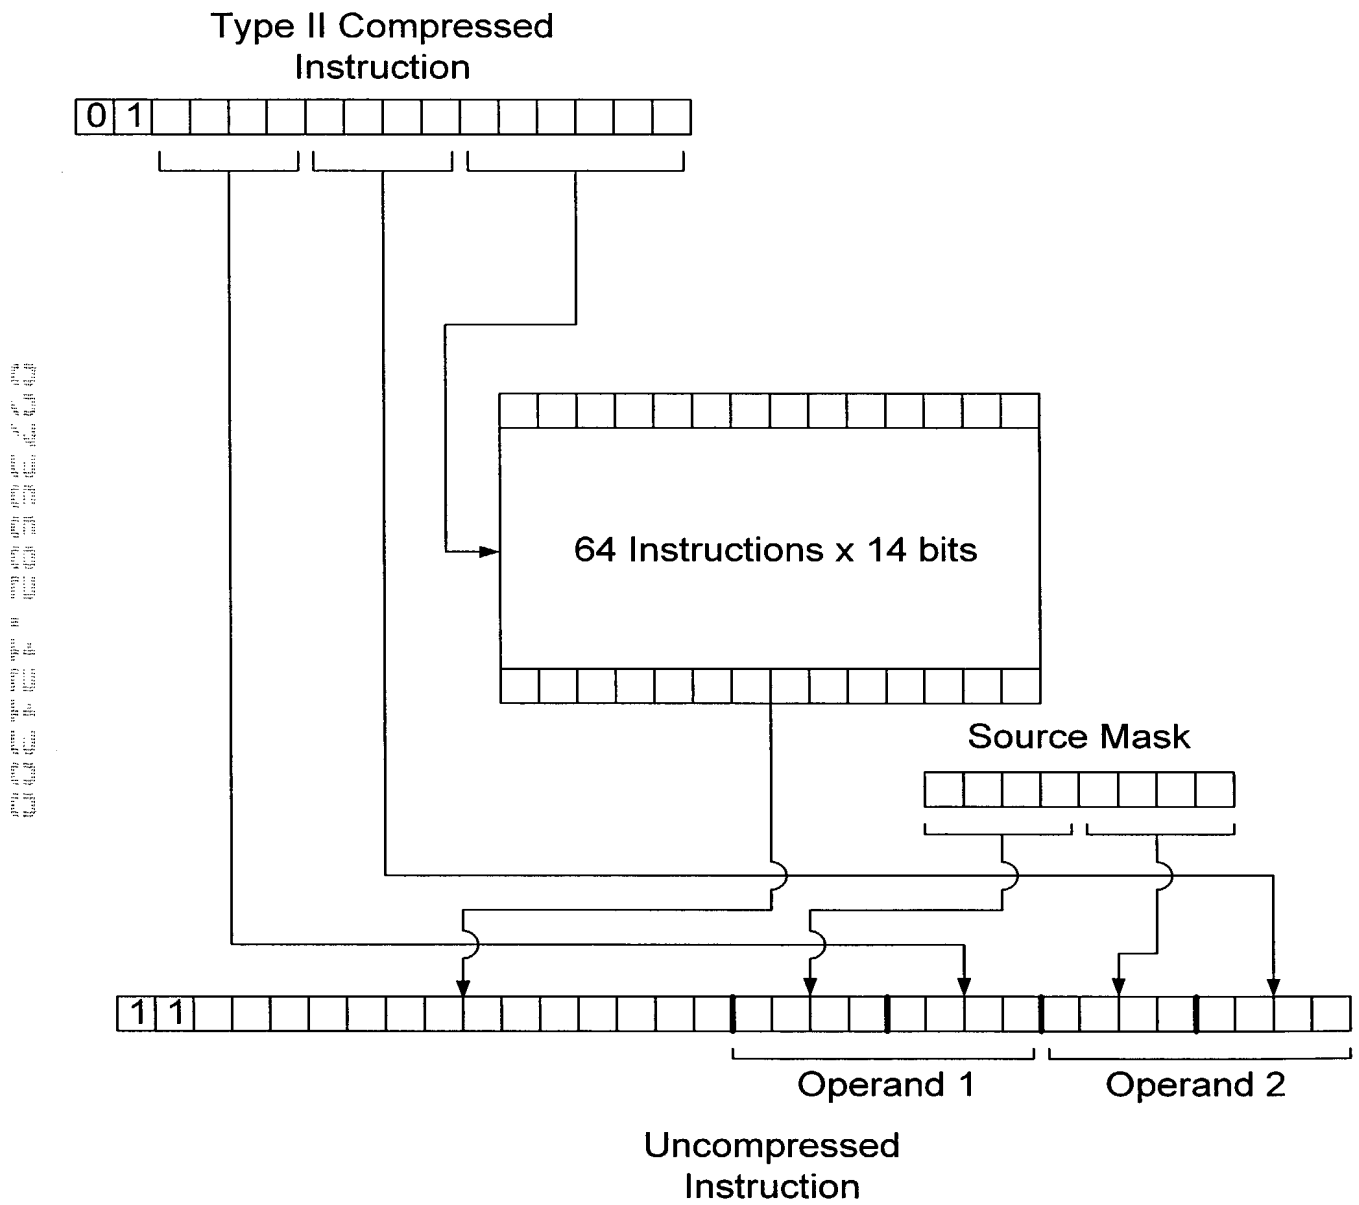 Type II Compressed
Instruction
0 1
64 Instructions x 14 bits
Source Mask
1 1
Operand 1 Operand 2
Uncompressed
Instruction